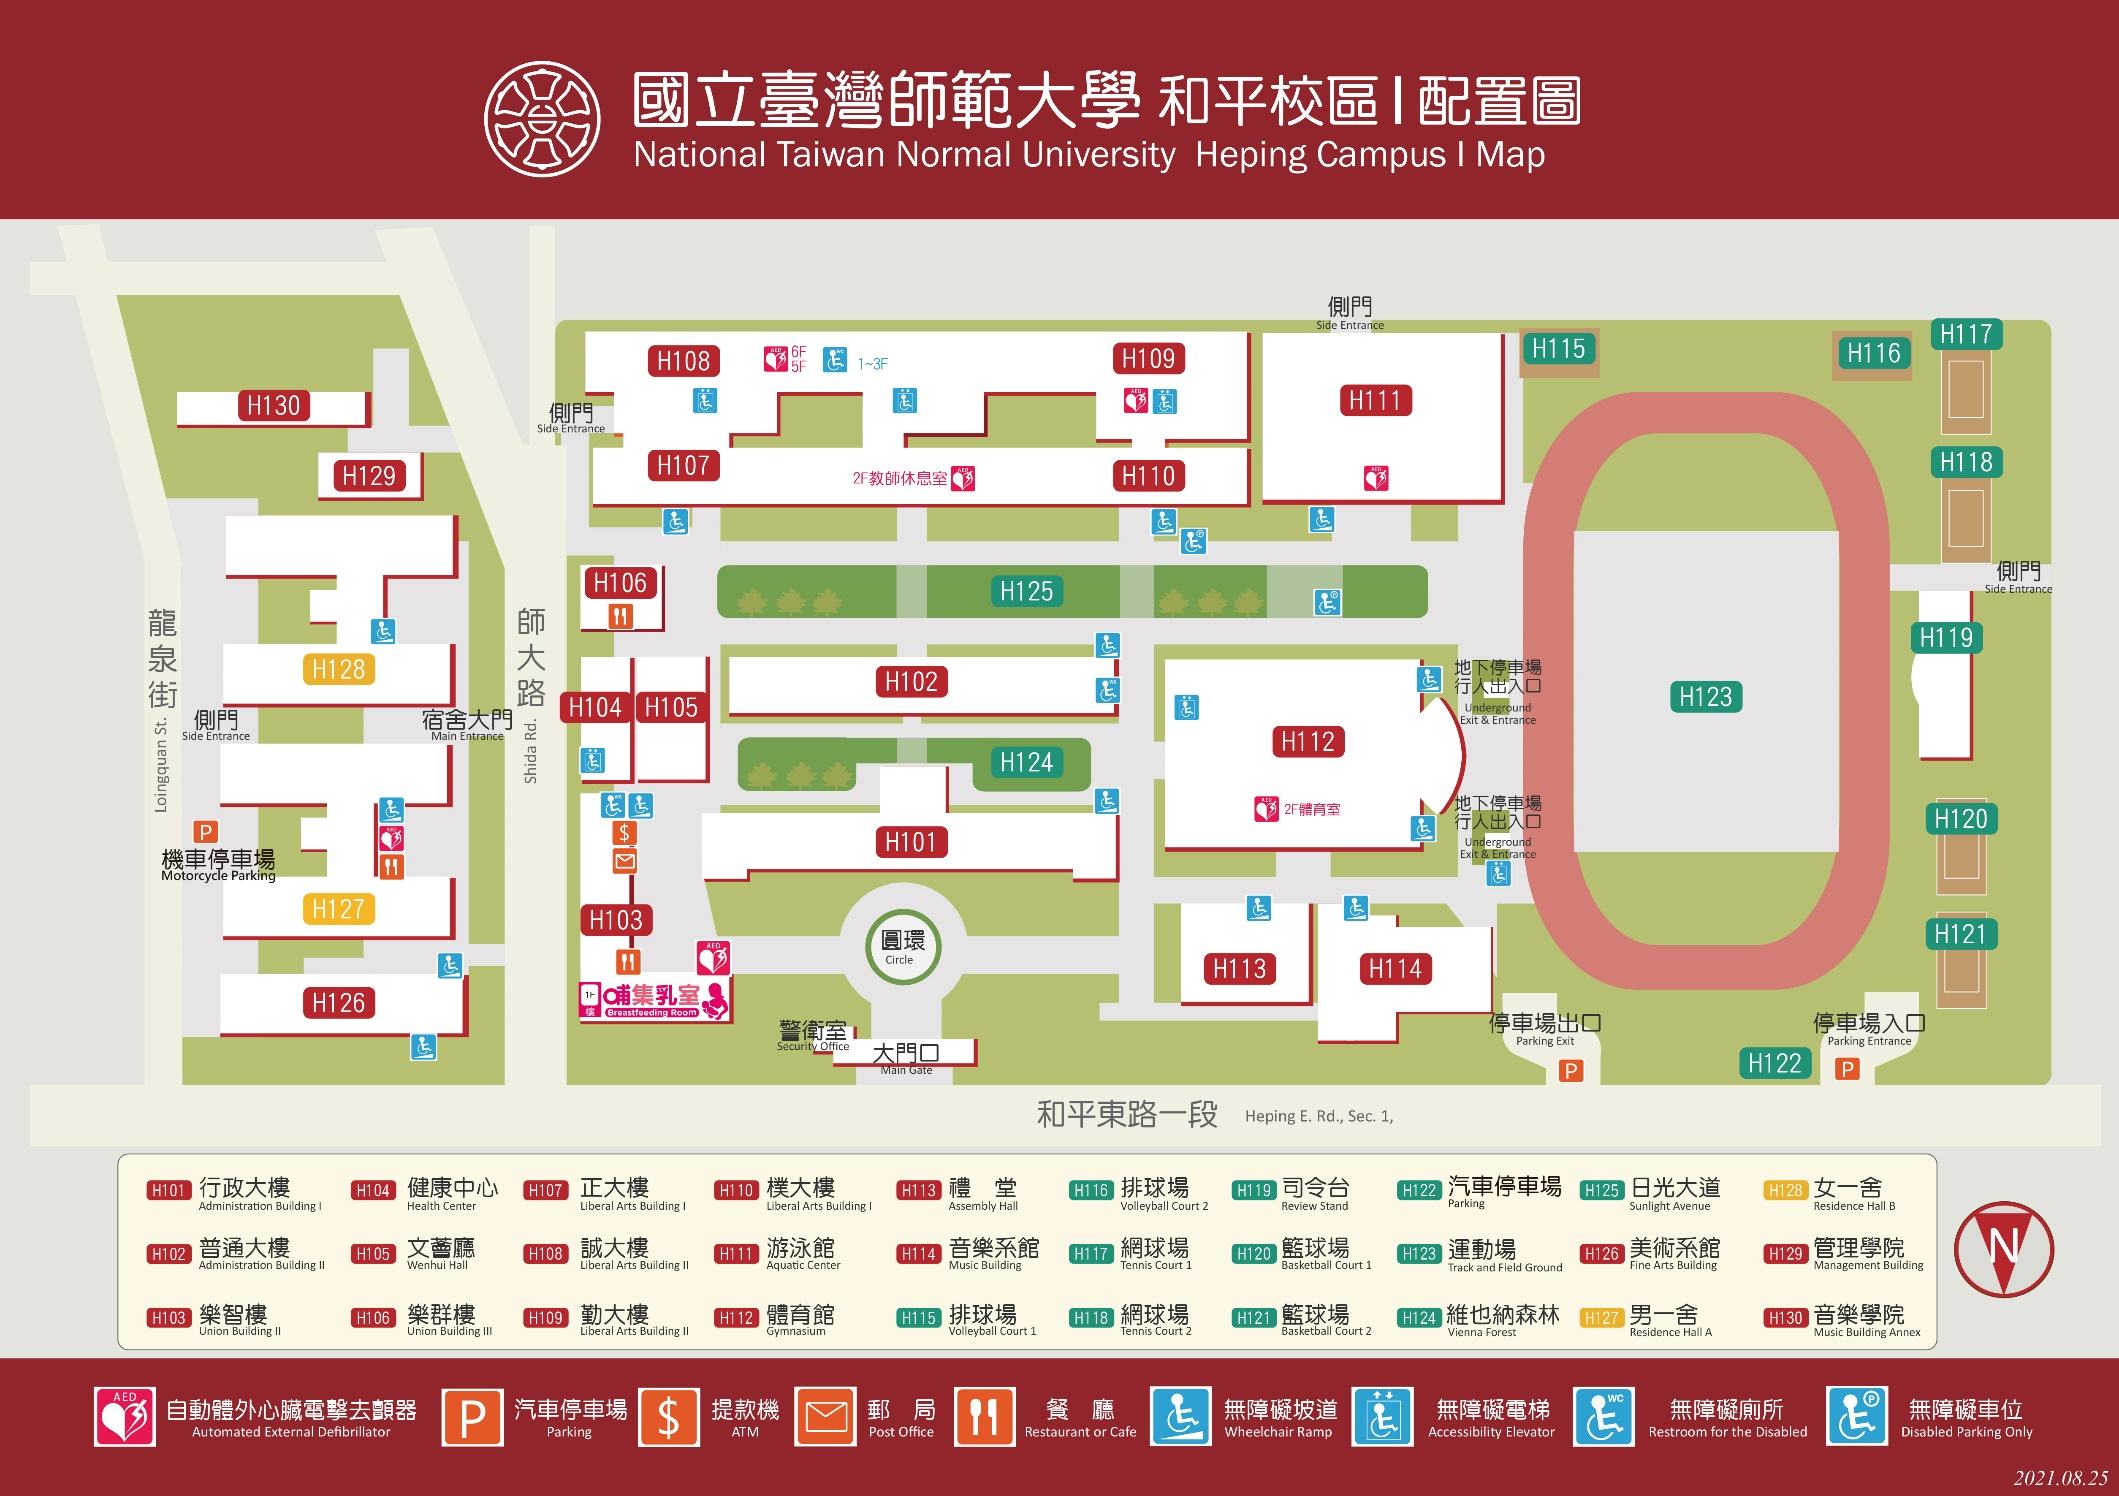 國立臺灣師範大學 和平校區 I 配置圖
National Taiwan Normal University Heping Campus I Map
側門
Side Entrance
H117
H115
H116
H108
AED
6F
5F
WC
1~3F
H109
H130
側門
Side Entrance
AED
H111
H129
H107
2F教師休息室
AED
H110
AED
H118
側門
Side Entrance
H106
H125
P
P
龍泉街
Loingquan St.
師大路
Shida Rd.
H128
H119
H104
H105
H102
WC
地下停車場
行人出入口
Underground
Exit & Entrance
H123
側門
Side Entrance
宿舍大門
Main Entrance
H112
H124
WC
AED
2F體育室
地下停車場
行人出入口
Underground
Exit & Entrance
H120
P
機車停車場
Motorcycle Parking
AED
$
H101
H127
H103
圓環
Circle
AED
H121
H113
H114
H126
1F
樓
哺集乳室
Breastfeeding Room
警衛室
Security Office
大門口
Main Gate
停車場出口
Parking Exit
停車場入口
Parking Entrance
H122
P
P
和平東路一段 Heping E. Rd., Sec. 1,
H101 行政大樓 Administration Building I
H104 健康中心 Health Center
H107 正大樓 Liberal Arts Building I
H110 樸大樓 Liberal Arts Building I
H113 禮 堂 Assembly Hall
H116 排球場 Volleyball Court 2
H119 司令台 Review Stand
H122 汽車停車場 Parking
H125 日光大道 Sunlight Avenue
H128 女一舍 Residence Hall B
H102 普通大樓 Administration Building II
H105 文薈廳 Wenhui Hall
H108 誠大樓 Liberal Arts Building II
H111 游泳館 Aquatic Center
H114 音樂系館 Music Building
H117 網球場 Tennis Court 1
H120 籃球場 Basketball Court 1
H123 運動場 Track and Field Ground
H126 美術系館 Fine Arts Building
H129 管理學院 Management Building
H103 樂智樓 Union Building II
H106 樂群樓 Union Building III
H109 勤大樓 Liberal Arts Building II
H112 體育館 Gymnasium
H115 排球場 Volleyball Court 1
H118 網球場 Tennis Court 2
H121 籃球場 Basketball Court 2
H124 維也納森林 Vienna Forest
H127 男一舍 Residence Hall A
H130 音樂學院 Music Building Annex
N
AED 自動體外心臟電擊去顫器 Automated External Defibrillator
P 汽車停車場 Parking
$ 提款機 ATM
郵 局 Post Office
餐 廳 Restaurant or Cafe
無障礙坡道 Wheelchair Ramp
無障礙電梯 Accessibility Elevator
WC 無障礙廁所 Restroom for the Disabled
P 無障礙車位 Disabled Parking Only
2021.08.25